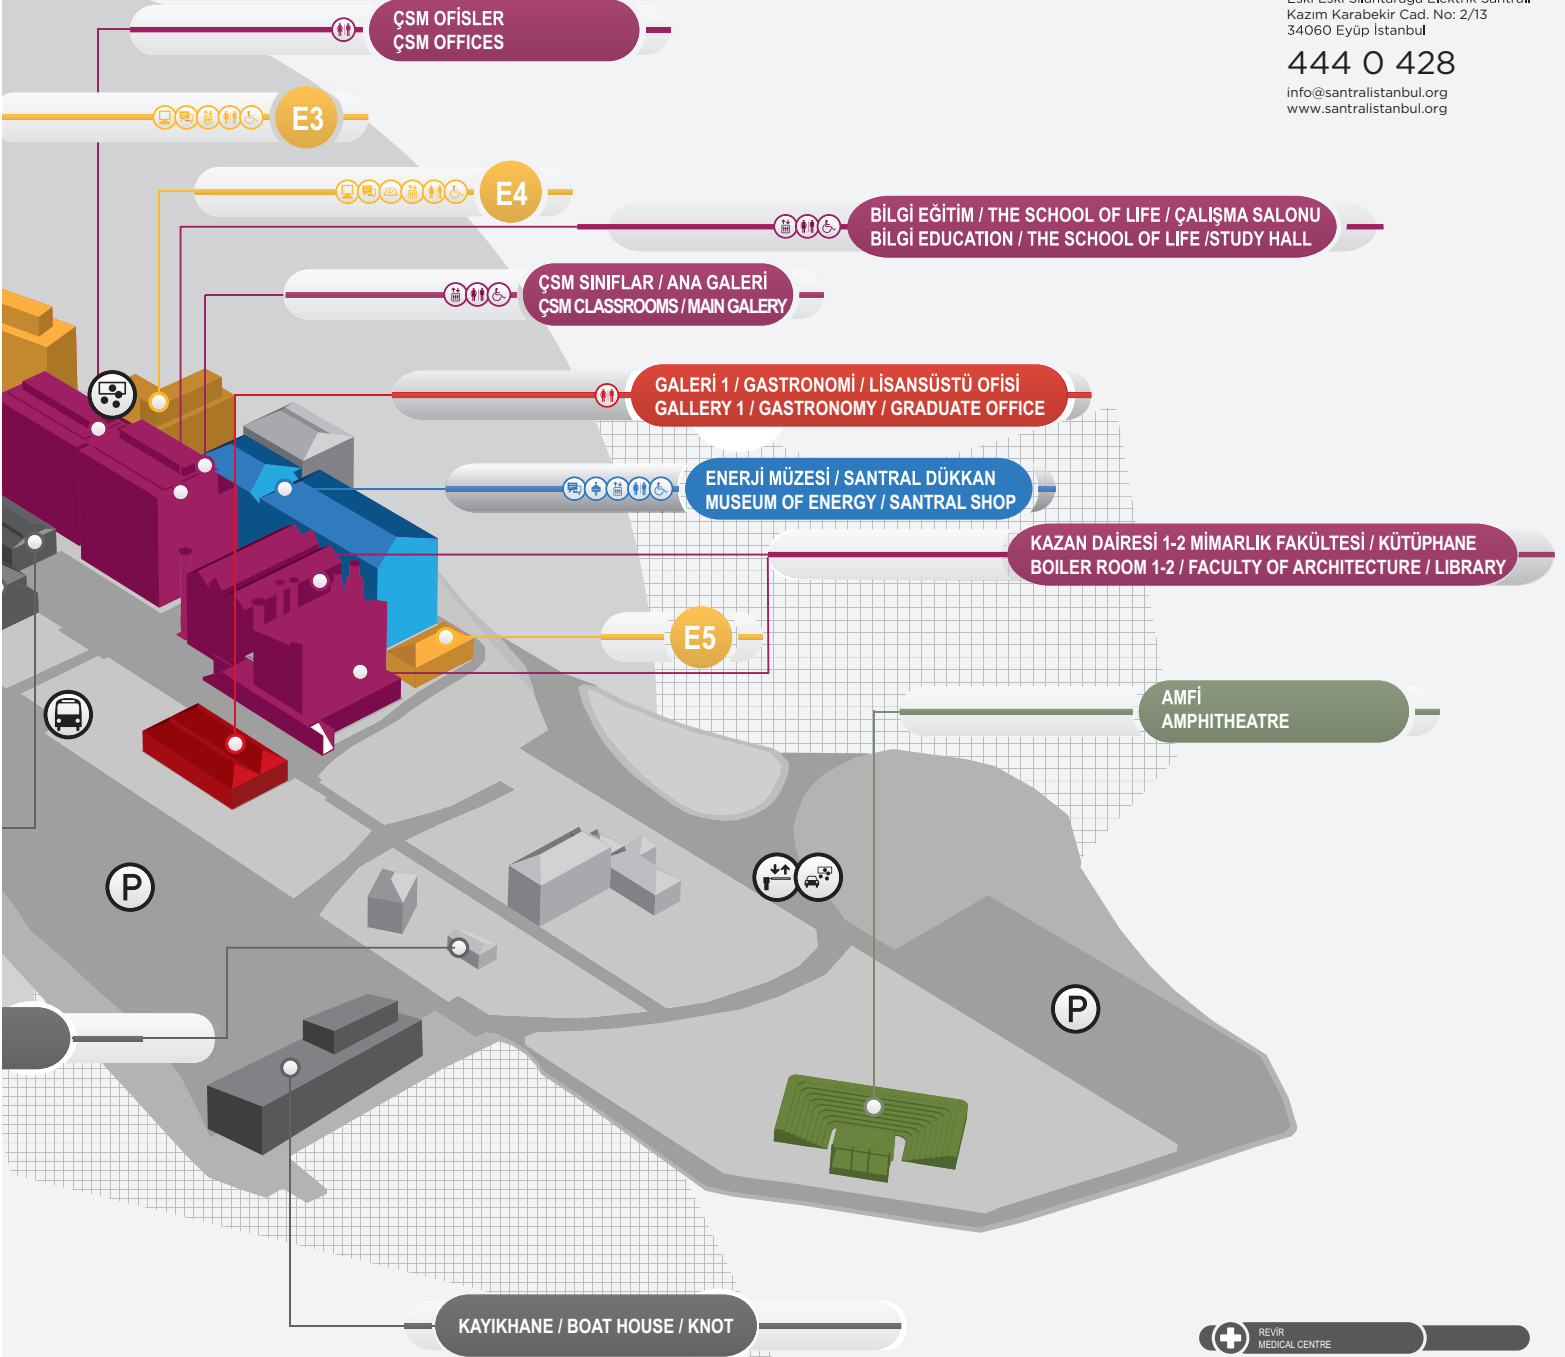 ÇSM OFİSLER
ÇSM OFFICES
Kazım Karabekir Cad. No: 2/13
34060 Eyüp İstanbul
444 0 428
info@santralistanbul.org
www.santralistanbul.org
E3
E4
BİLGİ EĞİTİM / THE SCHOOL OF LIFE / ÇALIŞMA SALONU
BİLGİ EDUCATION / THE SCHOOL OF LIFE /STUDY HALL
ÇSM SINIFLAR / ANA GALERİ
ÇSM CLASSROOMS / MAIN GALERY
GALERİ 1 / GASTRONOMİ / LİSANSÜSTÜ OFİSİ
GALLERY 1 / GASTRONOMY / GRADUATE OFFICE
ENERJİ MÜZESİ / SANTRAL DÜKKAN
MUSEUM OF ENERGY / SANTRAL SHOP
KAZAN DAİRESİ 1-2 MİMARLIK FAKÜLTESİ / KÜTÜPHANE
BOILER ROOM 1-2 / FACULTY OF ARCHITECTURE / LIBRARY
E5
AMFİ
AMPHITHEATRE
P
P
KAYIKHANE / BOAT HOUSE / KNOT
REVİR
MEDICAL CENTRE